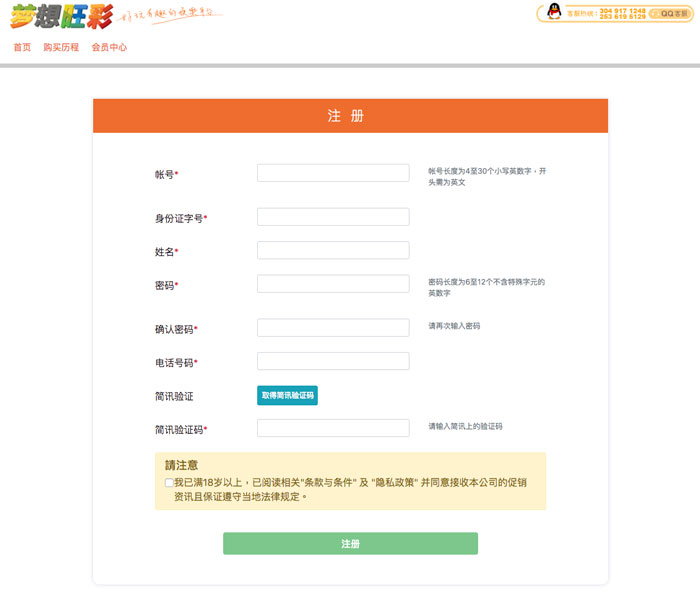 梦想旺彩 好玩有趣的娱乐平台
客服热线： 304 917 1248
253 619 5129
QQ客服
首页 购买历程 会员中心
注 册
帐号*
帐号长度为4至30个小写英数字，开
头需为英文
身份证字号*
姓名*
密码*
密码长度为6至12个不含特殊字元的
英数字
确认密码*
请再次输入密码
电话号码*
简讯验证
取得简讯验证码
简讯验证码*
请输入简讯上的验证码
請注意
我已满18岁以上，已阅读相关"条款与条件" 及 "隐私政策" 并同意接收本公司的促销
资讯且保证遵守当地法律规定。
注册